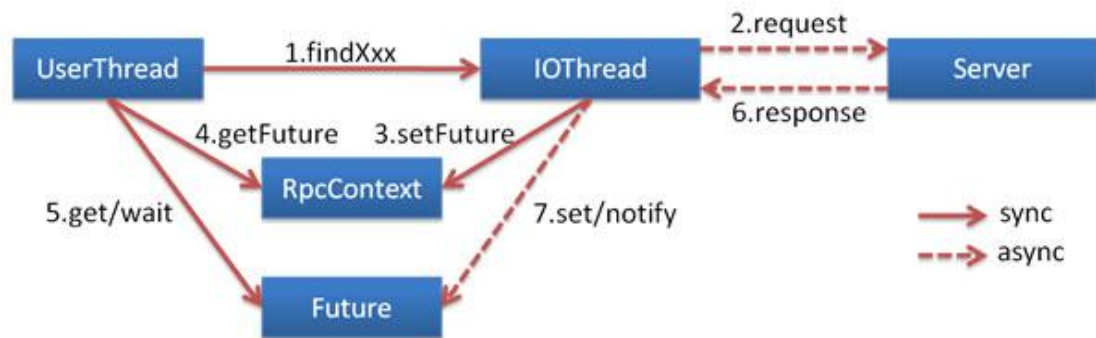 2.request
1.findXxx
UserThread
IOThread
Server
6.response
4.getFuture
3.setFuture
RpcContext
5.get/wait
7.set/notify
sync
async
Future